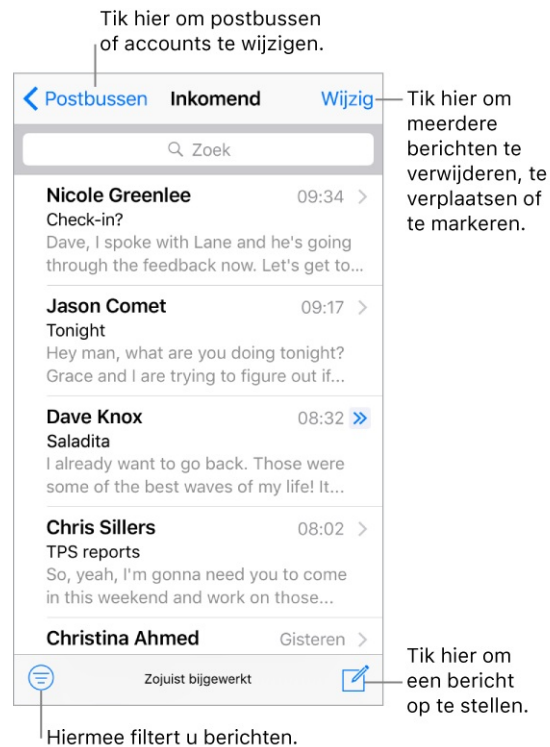 Tik hier om postbussen
of accounts te wijzigen.
Postbussen Inkomend Wijzig
Tik hier om
meerdere
berichten te
verwijderen, te
verplaatsen of
te markeren.
Zoek
Nicole Greenlee 09:34
Check-in?
Dave, I spoke with Lane and he's going
through the feedback now. Let's get to...
Jason Comet 09:17
Tonight
Hey man, what are you doing tonight?
Grace and I are trying to figure out if...
Dave Knox 08:32
Saladita
I already want to go back. Those were
some of the best waves of my life! It...
Chris Sillers 08:02
TPS reports
So, yeah, I'm gonna need you to come
in this weekend and work on those...
Christina Ahmed Gisteren
Zojuist bijgewerkt
Tik hier om
een bericht
op te stellen.
Hiermee filtert u berichten.